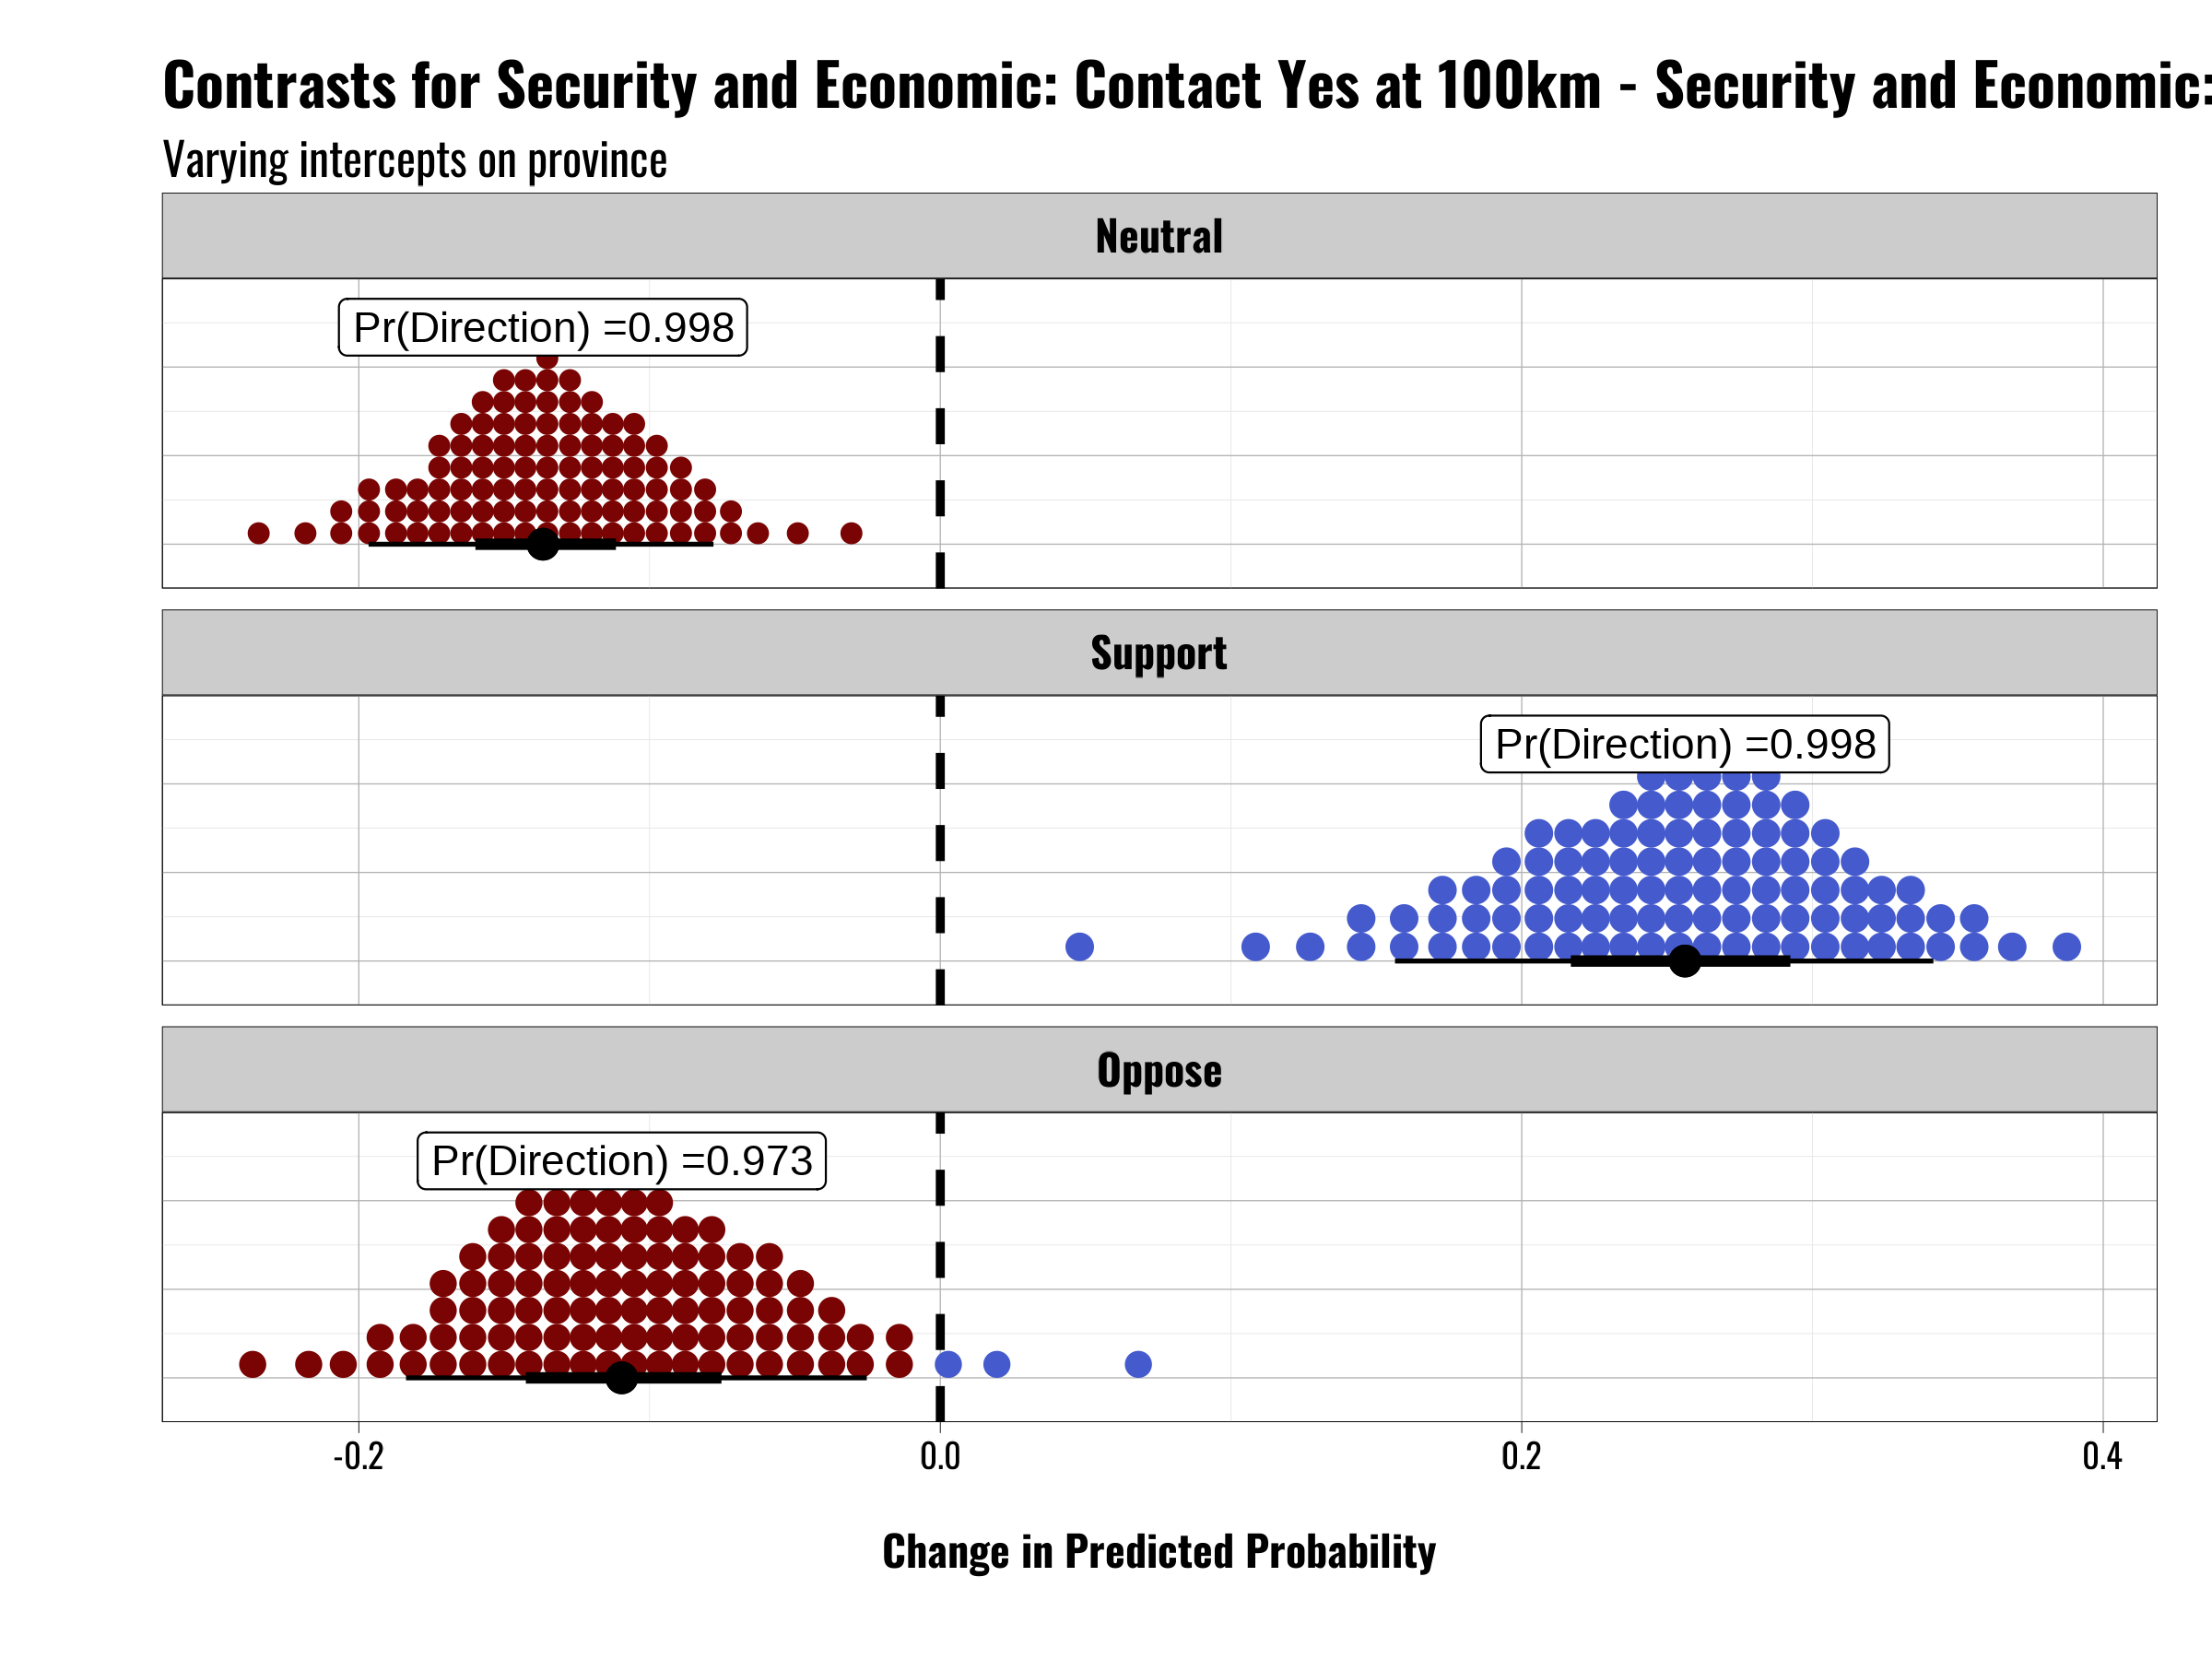 Contrasts for Security and Economic: Contact Yes at 100km - Security and Economic:
Varying intercepts on province
Neutral
Pr(Direction) =0.998
Support
Pr(Direction) =0.998
Oppose
Pr(Direction) =0.973
-0.2 0.0 0.2 0.4
Change in Predicted Probability